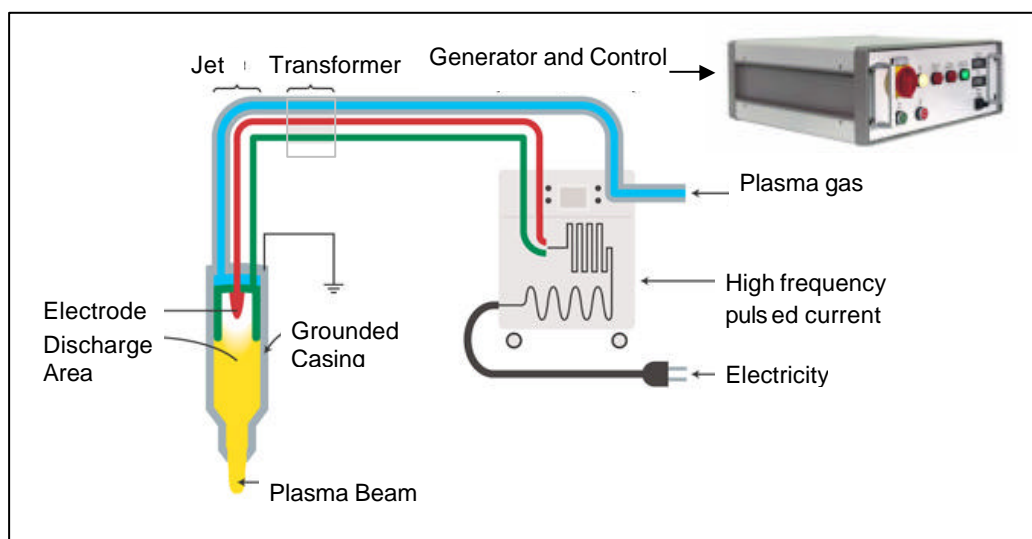 Jet
Transformer
Generator and Control
Plasma gas
High frequency
puls ed current
Electricity
Electrode
Discharge
Area
Grounded
Casing
Plasma Beam